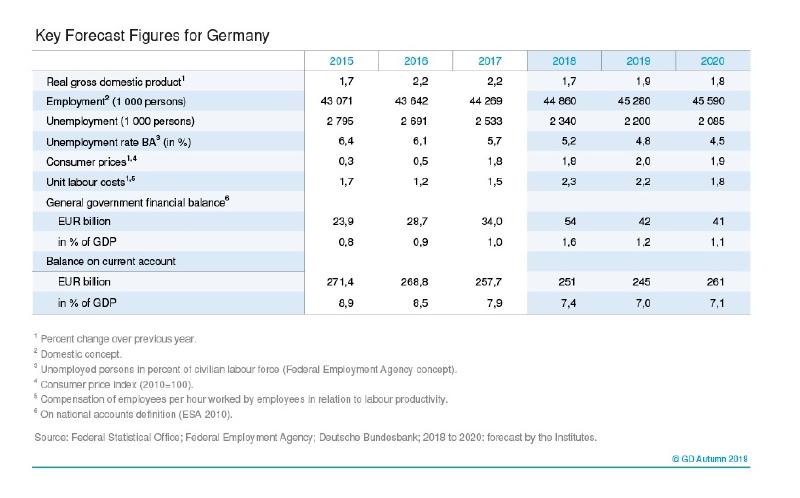 Key Forecast Figures for Germany
2015 2016 2017 2018 2019 2020
Real gross domestic product¹ 1,7 2,2 2,2 1,7 1,9 1,8
Employment² (1 000 persons) 43 071 43 642 44 269 44 860 45 280 45 590
Unemployment (1 000 persons) 2 795 2 691 2 533 2 340 2 200 2 085
Unemployment rate BA³ (in %) 6,4 6,1 5,7 5,2 4,8 4,5
Consumer prices¹,⁴ 0,3 0,5 1,8 1,8 2,0 1,9
Unit labour costs¹,⁵ 1,7 1,2 1,5 2,3 2,2 1,8
General government financial balance⁶
EUR billion 23,9 28,7 34,0 54 42 41
in % of GDP 0,8 0,9 1,0 1,6 1,2 1,1
Balance on current account
EUR billion 271,4 268,8 257,7 251 245 261
in % of GDP 8,9 8,5 7,9 7,4 7,0 7,1
¹ Percent change over previous year.
² Domestic concept.
³ Unemployed persons in percent of civilian labour force (Federal Employment Agency concept).
⁴ Consumer price index (2010=100).
⁵ Compensation of employees per hour worked by employees in relation to labour productivity.
⁶ On national accounts definition (ESA 2010).
Source: Federal Statistical Office; Federal Employment Agency; Deutsche Bundesbank; 2018 to 2020: forecast by the Institutes.
© GD Autumn 2018